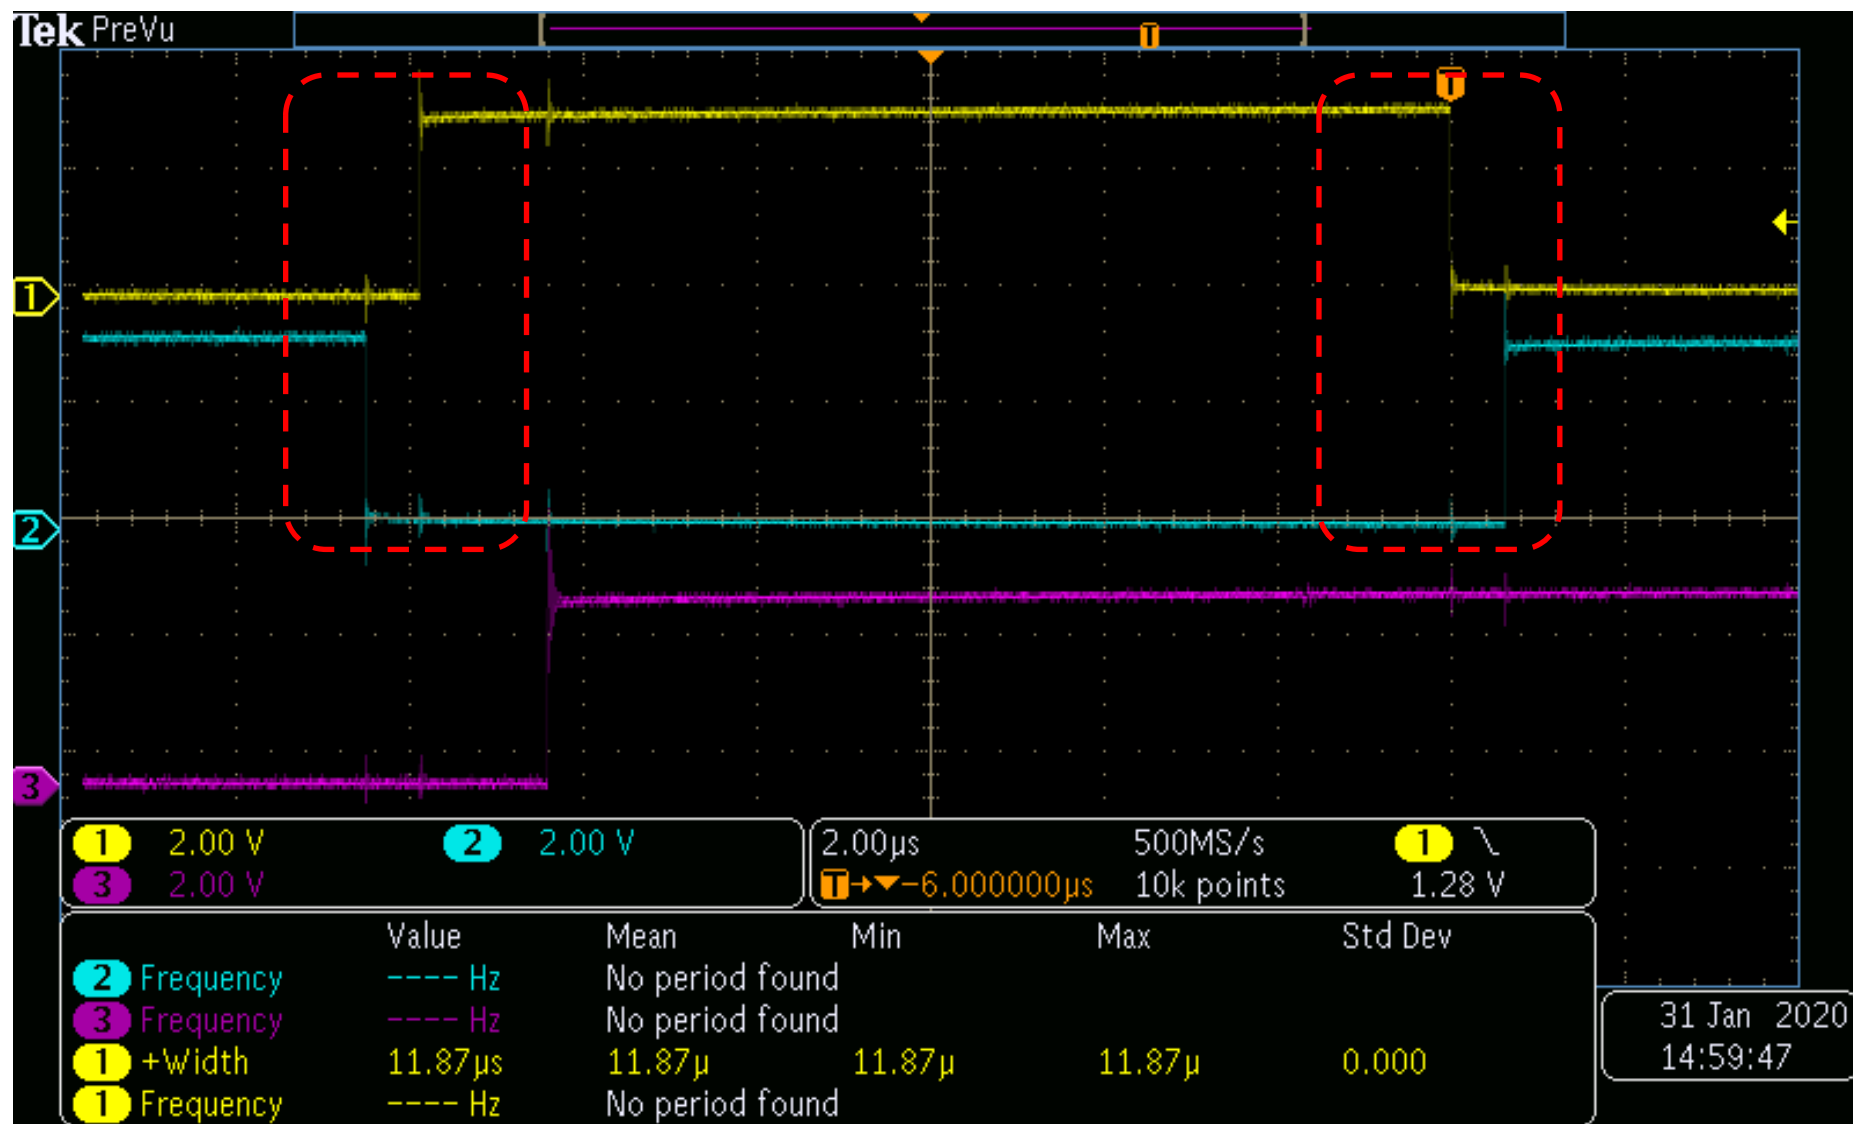 Tek PreVu
T
T
1
2
3
1 2.00 V 2 2.00 V
3 2.00 V
2.00µs 500MS/s 1 \
T→▼-6.000000µs 10k points 1.28 V
Value Mean Min Max Std Dev
2 Frequency ---- Hz No period found
3 Frequency ---- Hz No period found
1 +Width 11.87µs 11.87µ 11.87µ 11.87µ 0.000
1 Frequency ---- Hz No period found
31 Jan 2020
14:59:47